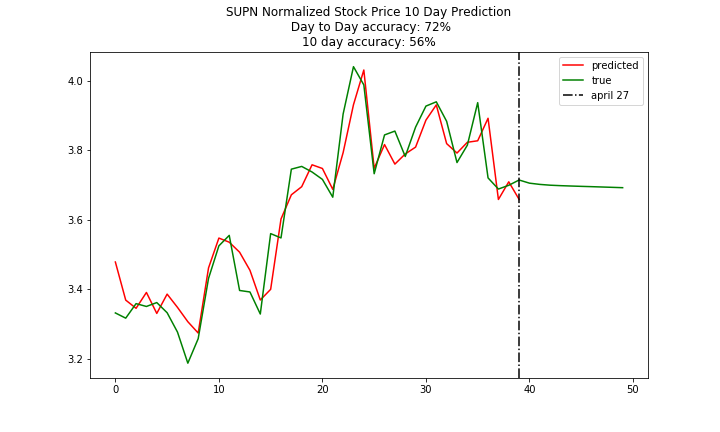 SUPN Normalized Stock Price 10 Day Prediction
Day to Day accuracy: 72%
10 day accuracy: 56%
predicted
true
april 27
4.0
3.8
3.6
3.4
3.2
0
10
20
30
40
50